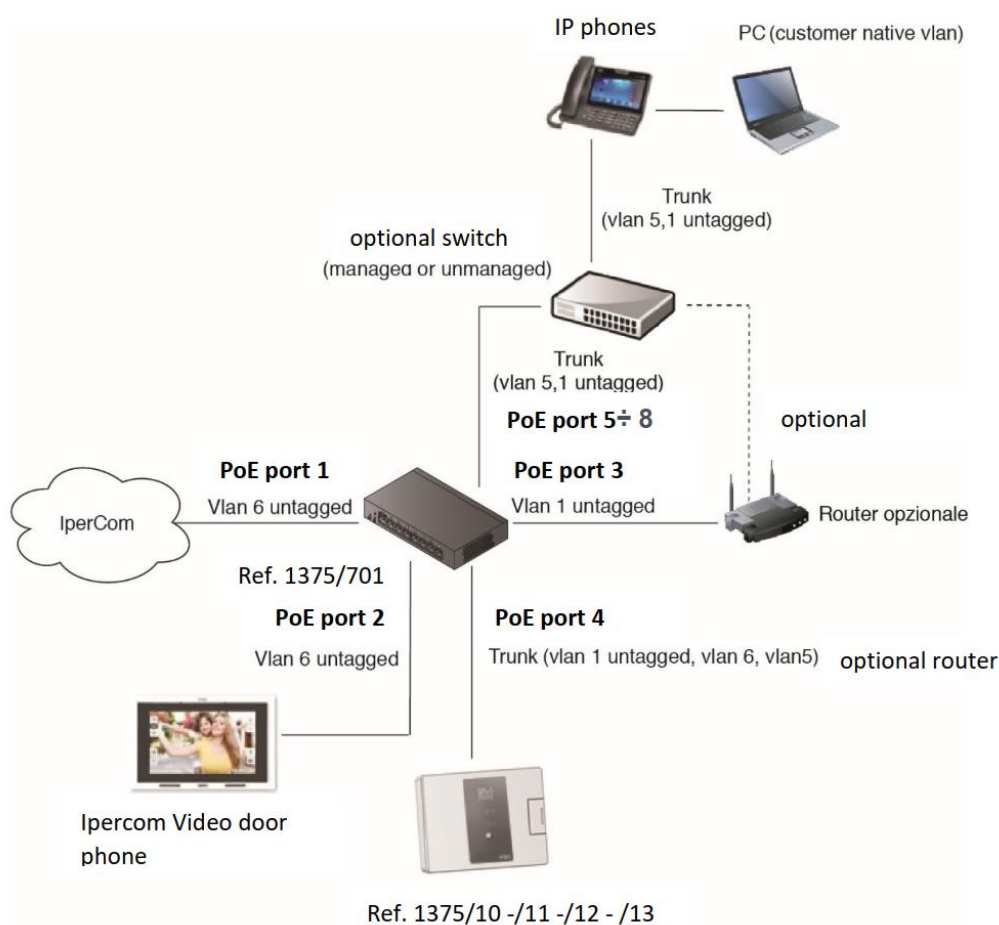 IP phones
PC (customer native vlan)
Trunk
(vlan 5,1 untagged)
optional switch
(managed or unmanaged)
Trunk
(vlan 5,1 untagged)
PoE port 5÷ 8
optional
PoE port 1
PoE port 3
IperCom
Vlan 6 untagged
Vlan 1 untagged
Router opzionale
Ref. 1375/701
PoE port 2
PoE port 4
Vlan 6 untagged
Trunk (vlan 1 untagged, vlan 6, vlan5)
optional router
Ipercom Video door
phone
Ref. 1375/10 -/11 -/12 - /13